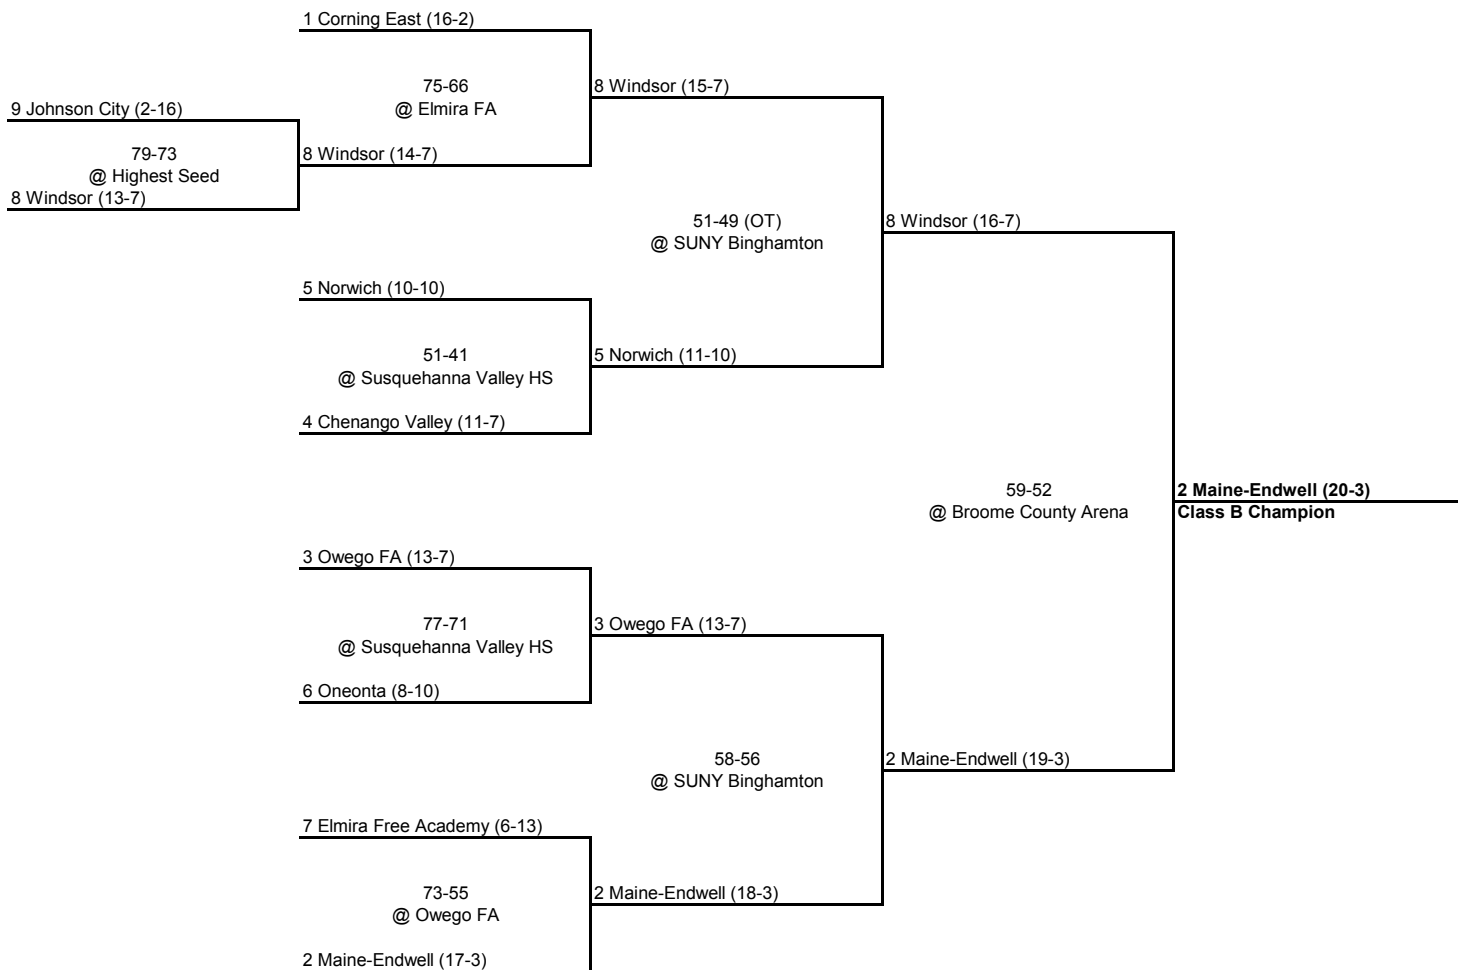 1 Corning East (16-2)
75-66
@ Elmira FA
8 Windsor (15-7)
9 Johnson City (2-16)
79-73
@ Highest Seed
8 Windsor (14-7)
8 Windsor (13-7)
51-49 (OT)
@ SUNY Binghamton
8 Windsor (16-7)
5 Norwich (10-10)
51-41
@ Susquehanna Valley HS
5 Norwich (11-10)
4 Chenango Valley (11-7)
59-52
@ Broome County Arena
2 Maine-Endwell (20-3)
Class B Champion
3 Owego FA (13-7)
77-71
@ Susquehanna Valley HS
3 Owego FA (13-7)
6 Oneonta (8-10)
58-56
@ SUNY Binghamton
2 Maine-Endwell (19-3)
7 Elmira Free Academy (6-13)
73-55
@ Owego FA
2 Maine-Endwell (18-3)
2 Maine-Endwell (17-3)